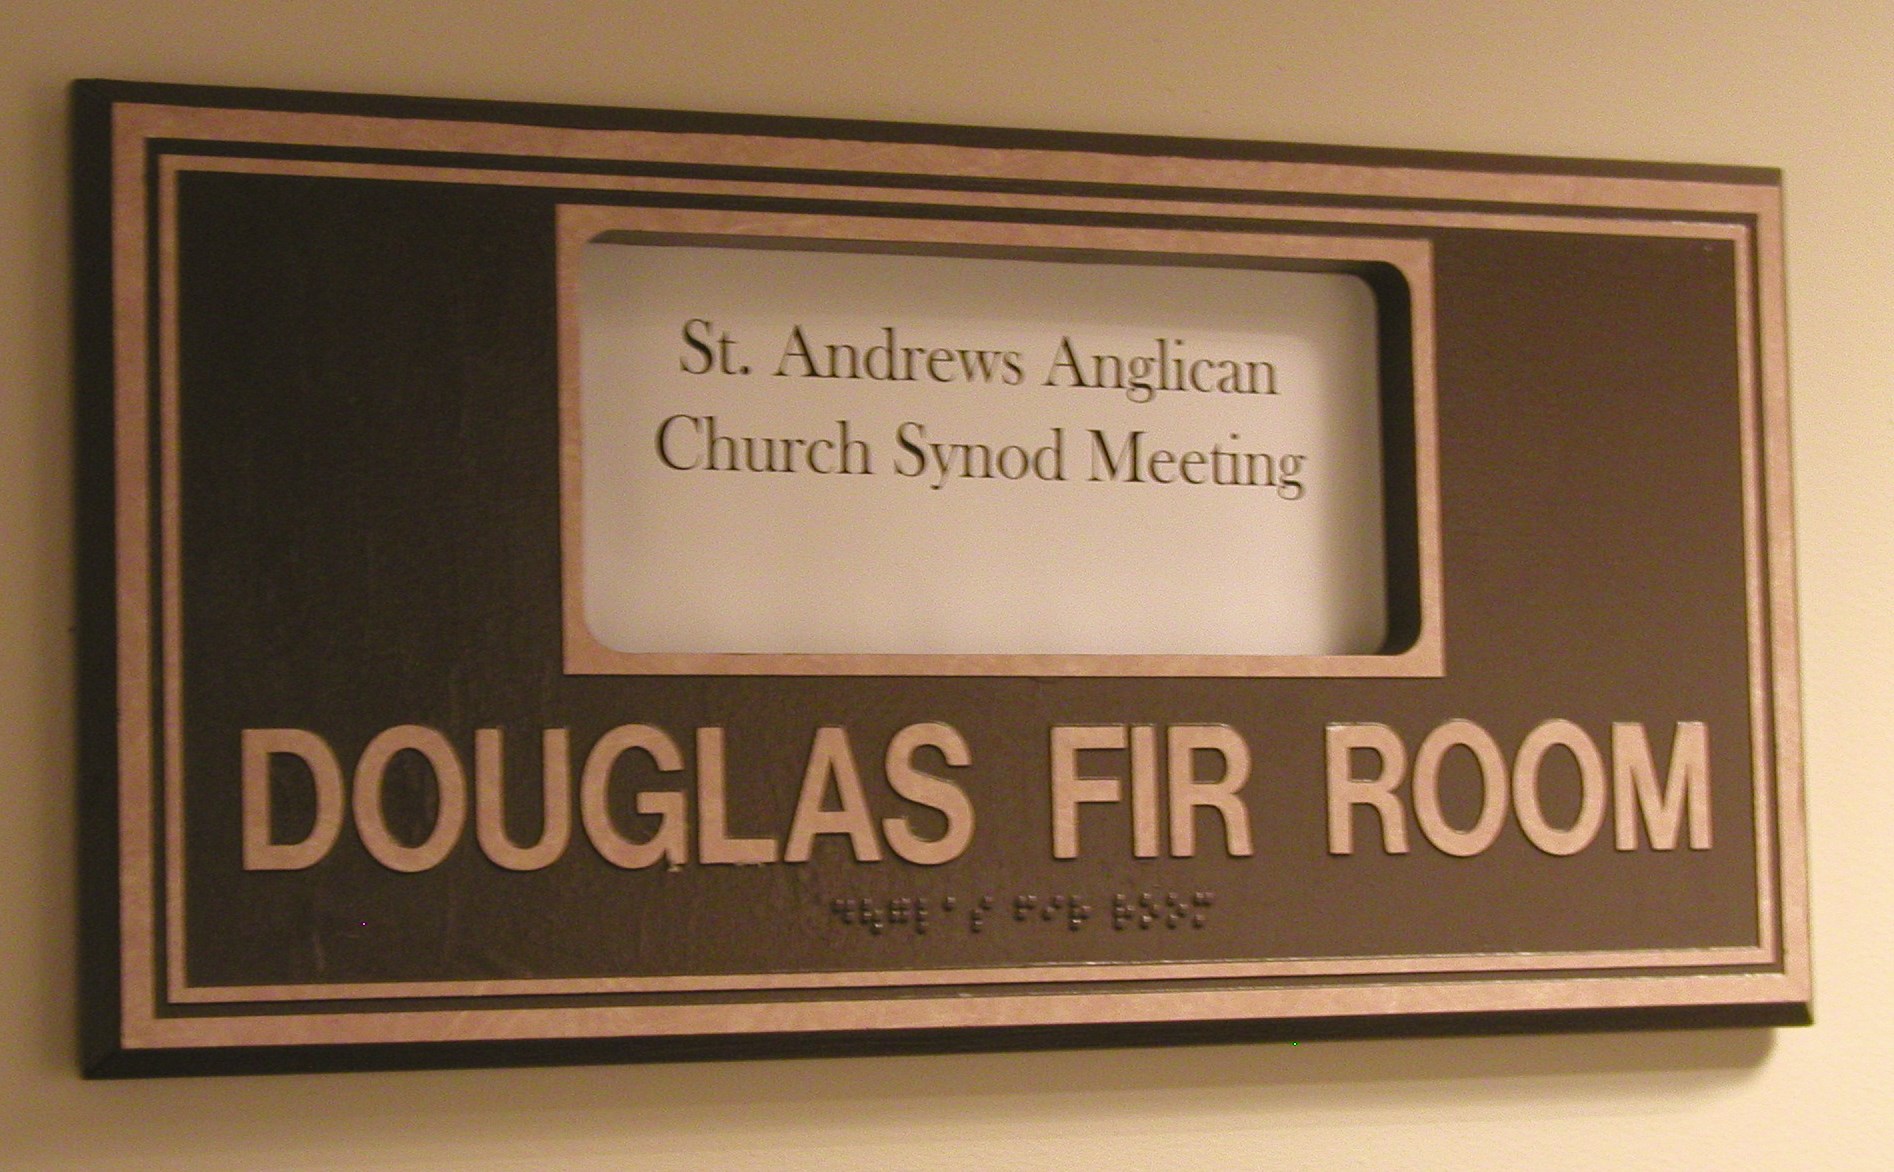 St. Andrews Anglican
Church Synod Meeting
DOUGLAS FIR ROOM